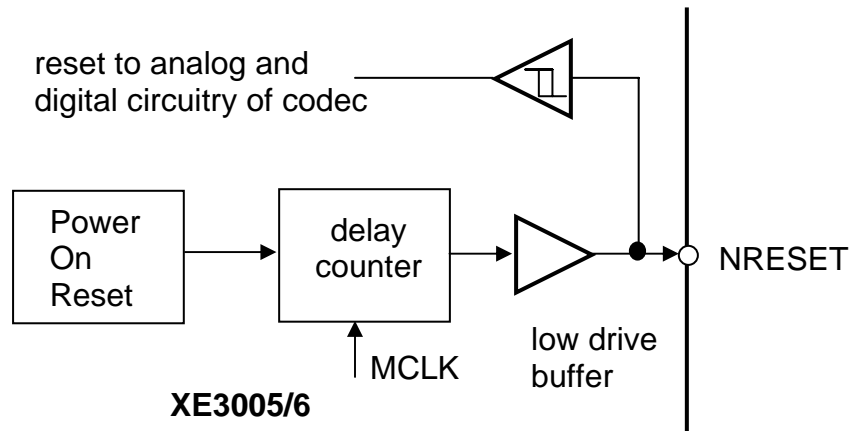 reset to analog and
digital circuitry of codec
Power
On
Reset
delay
counter
NRESET
low drive
buffer
MCLK
XE3005/6